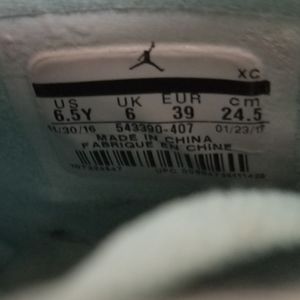 XC
US UK EUR cm
6.5Y 6 39 24.5
11/30/16 543390-407 01/23/17
MADE IN CHINA
FABRIQUE EN CHINE
UPC